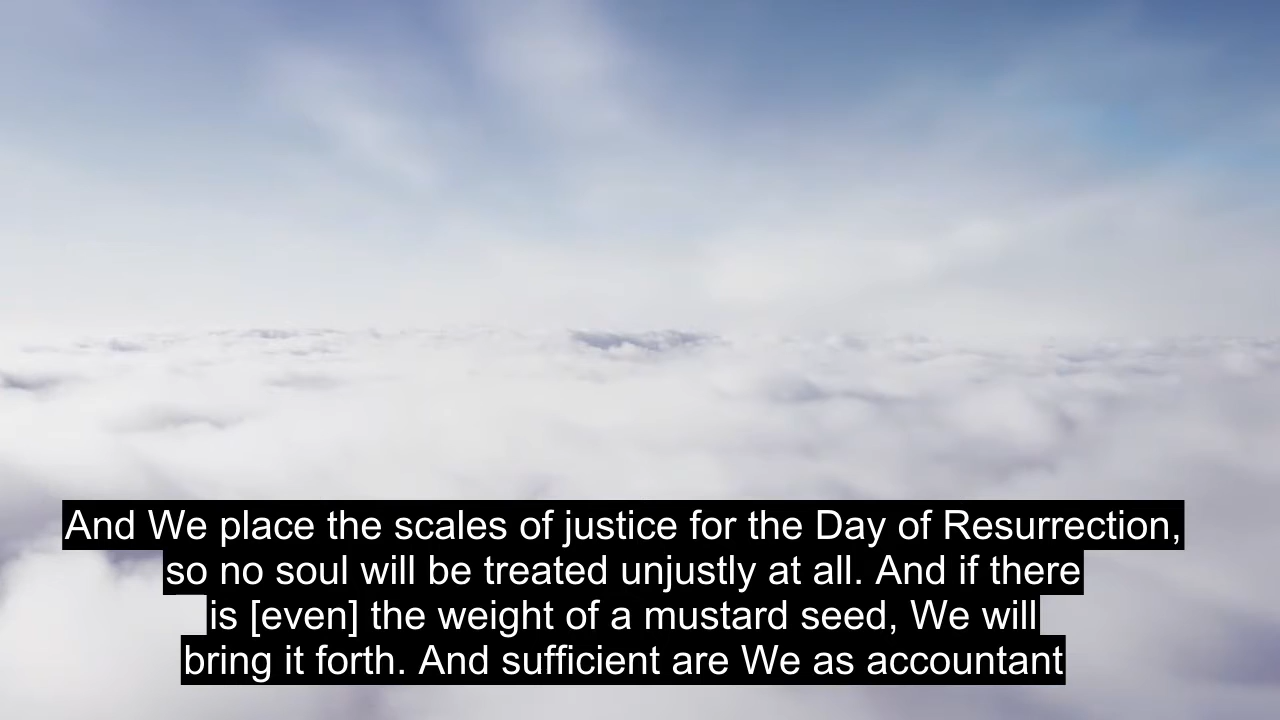 And We place the scales of justice for the Day of Resurrection,
so no soul will be treated unjustly at all. And if there
is [even] the weight of a mustard seed, We will
bring it forth. And sufficient are We as accountant